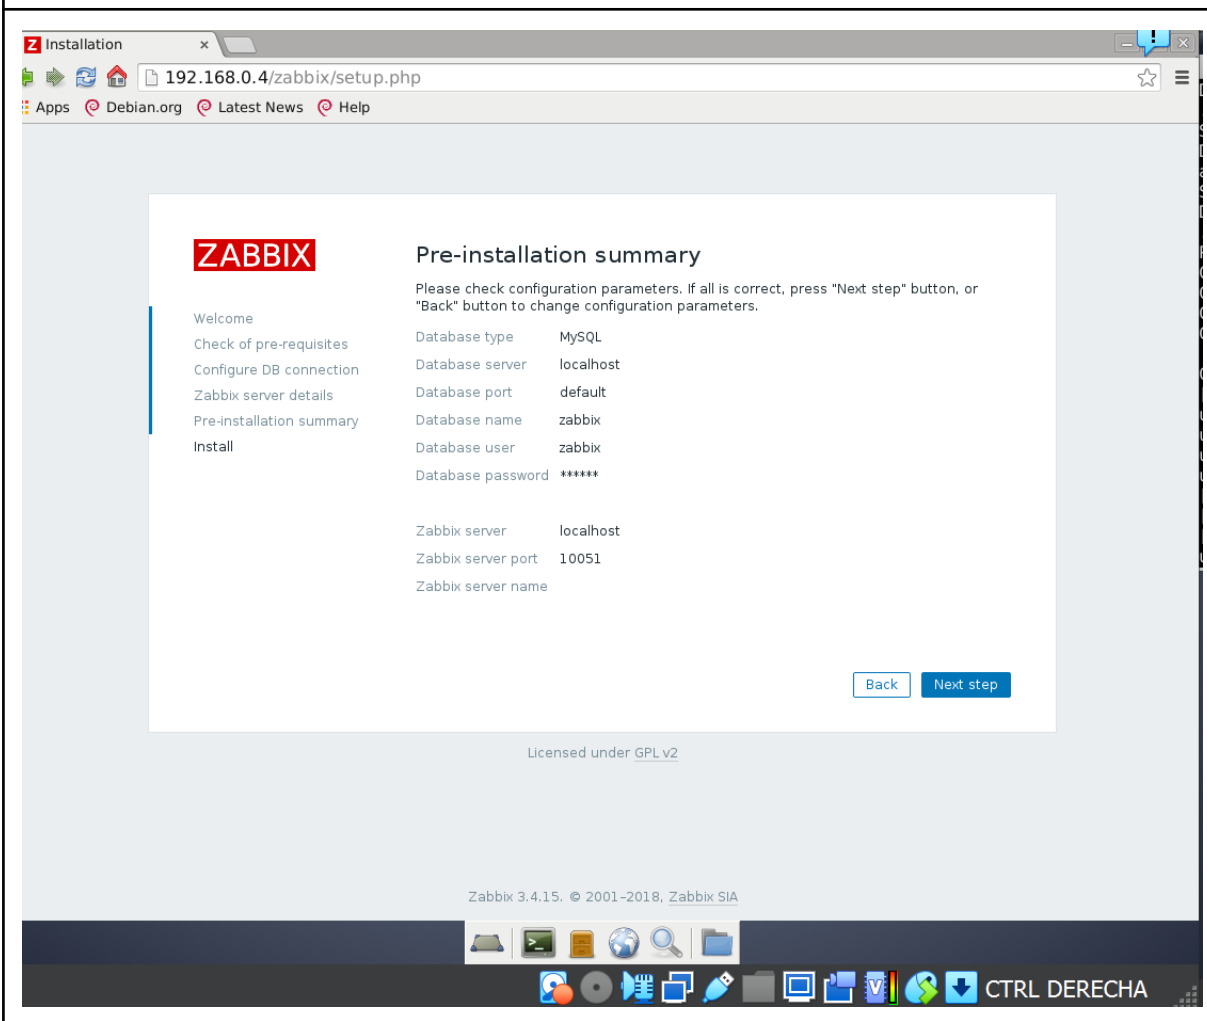 Z Installation ×
192.168.0.4/zabbix/setup.php
Apps Debian.org Latest News Help
ZABBIX
Welcome
Check of pre-requisites
Configure DB connection
Zabbix server details
Pre-installation summary
Install
Pre-installation summary
Please check configuration parameters. If all is correct, press "Next step" button, or
"Back" button to change configuration parameters.
Database type MySQL
Database server localhost
Database port default
Database name zabbix
Database user zabbix
Database password ******
Zabbix server localhost
Zabbix server port 10051
Zabbix server name
Back Next step
Licensed under GPL v2
Zabbix 3.4.15. © 2001–2018, Zabbix SIA
CTRL DERECHA